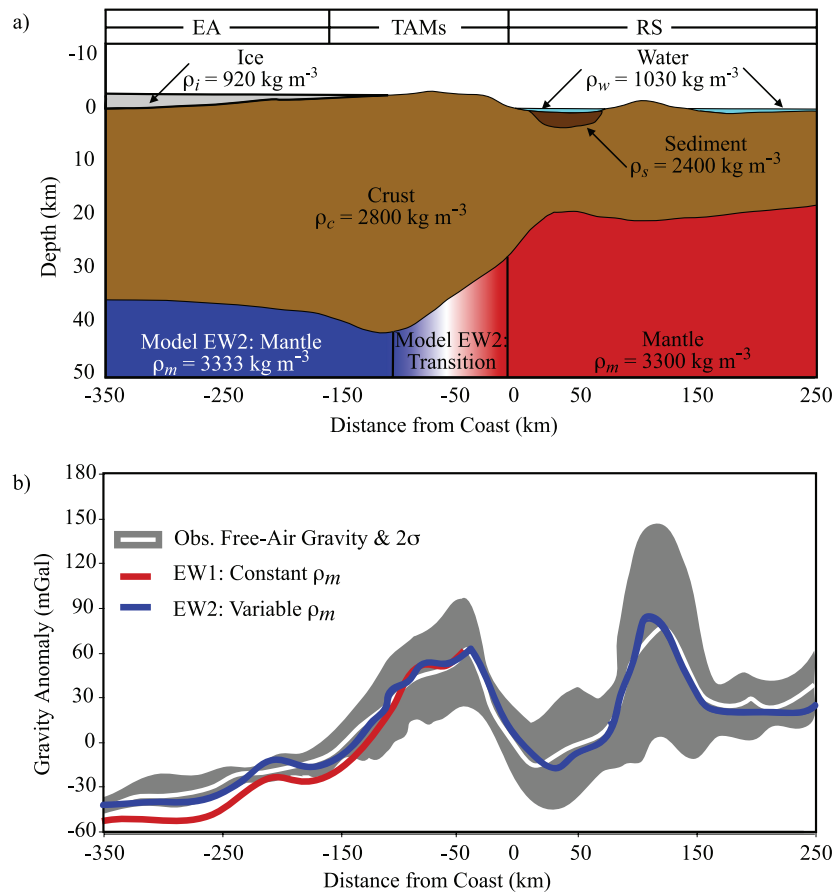 a)
EA TAMs RS
Ice
ρi = 920 kg m-3
Water
ρw = 1030 kg m-3
Sediment
ρs = 2400 kg m-3
Crust
ρc = 2800 kg m-3
Model EW2: Mantle
ρm = 3333 kg m-3
Model EW2:
Transition
Mantle
ρm = 3300 kg m-3
Depth (km)
-10
0
10
20
30
40
50
-350 -250 -150 -50 0 50 150 250
Distance from Coast (km)
b)
Obs. Free-Air Gravity & 2σ
EW1: Constant ρm
EW2: Variable ρm
Gravity Anomaly (mGal)
180
150
120
90
60
30
0
-30
-60
-350 -250 -150 -50 0 50 150 250
Distance from Coast (km)